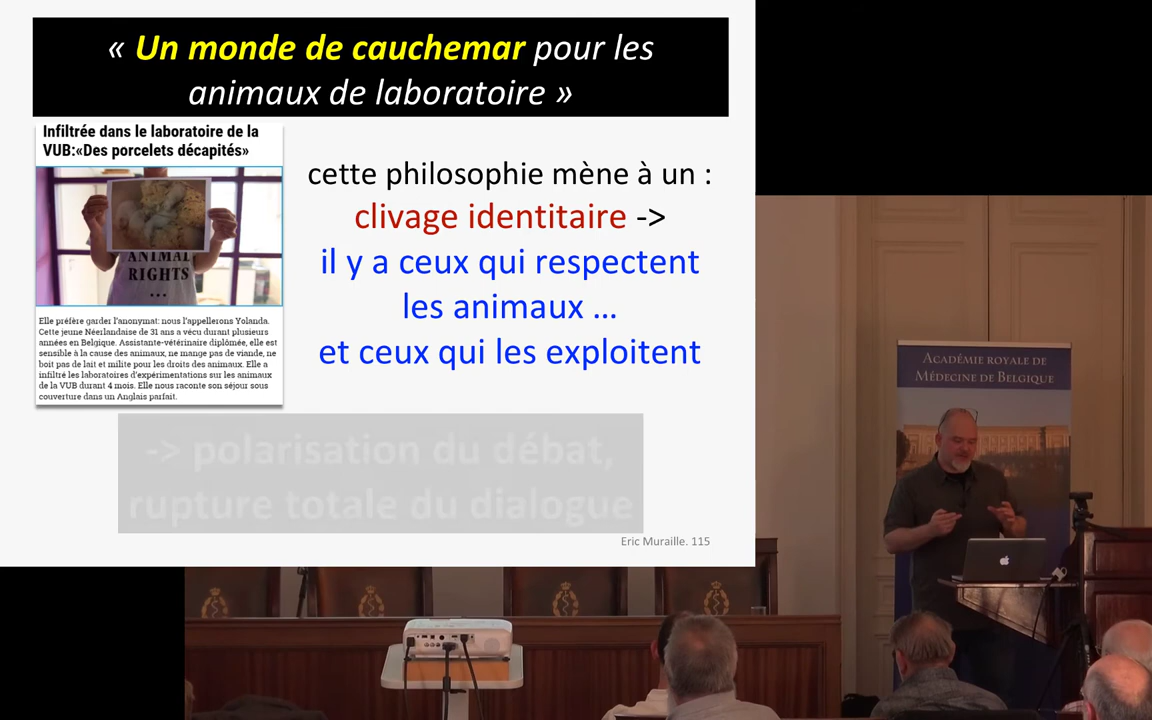 « Un monde de cauchemar pour les
animaux de laboratoire »
Infiltrée dans le laboratoire de la
VUB:«Des porcelets décapités»
ANIMAL
RIGHTS
...
Elle préfère garder l'anonymat: nous l'appellerons Yolanda.
Cette jeune Néerlandaise de 31 ans a vécu durant plusieurs
années en Belgique. Assistante-vétérinaire diplômée, elle est
sensible à la cause des animaux, ne mange pas de viande, ne
boit pas de lait et milite pour les droits des animaux. Elle a
infiltré les laboratoires d'expérimentations sur les animaux
de la VUB durant 4 mois. Elle nous raconte son séjour sous
couverture dans un Anglais parfait.
cette philosophie mène à un :
clivage identitaire ->
il y a ceux qui respectent
les animaux ...
et ceux qui les exploitent
-> polarisation du débat,
rupture totale du dialogue
Eric Muraille. 115
ACADÉMIE ROYALE DE
MÉDECINE DE BELGIQUE